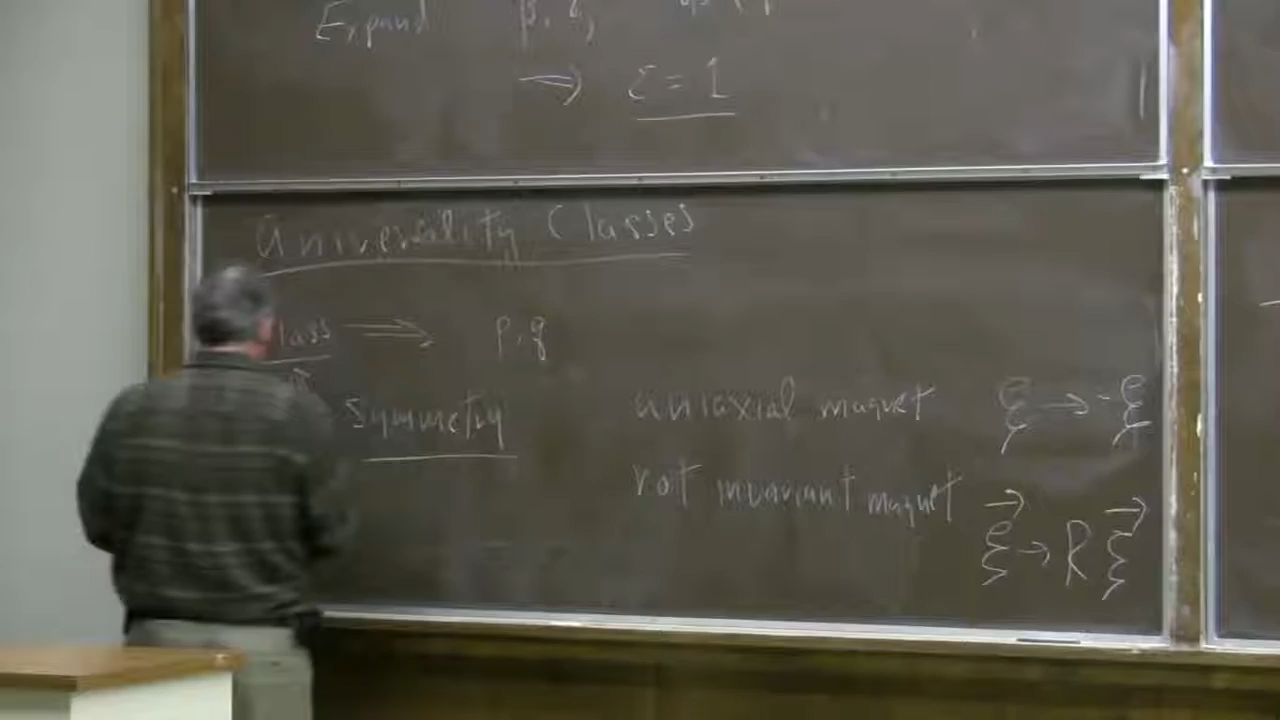 Expand β, ε,
⟹ ε = 1
Universality Classes
lass ⟹ p, q
Symmetry
uniaxial magnet ξ → -ξ
rot invariant magnet ξ⃗ → R ξ⃗